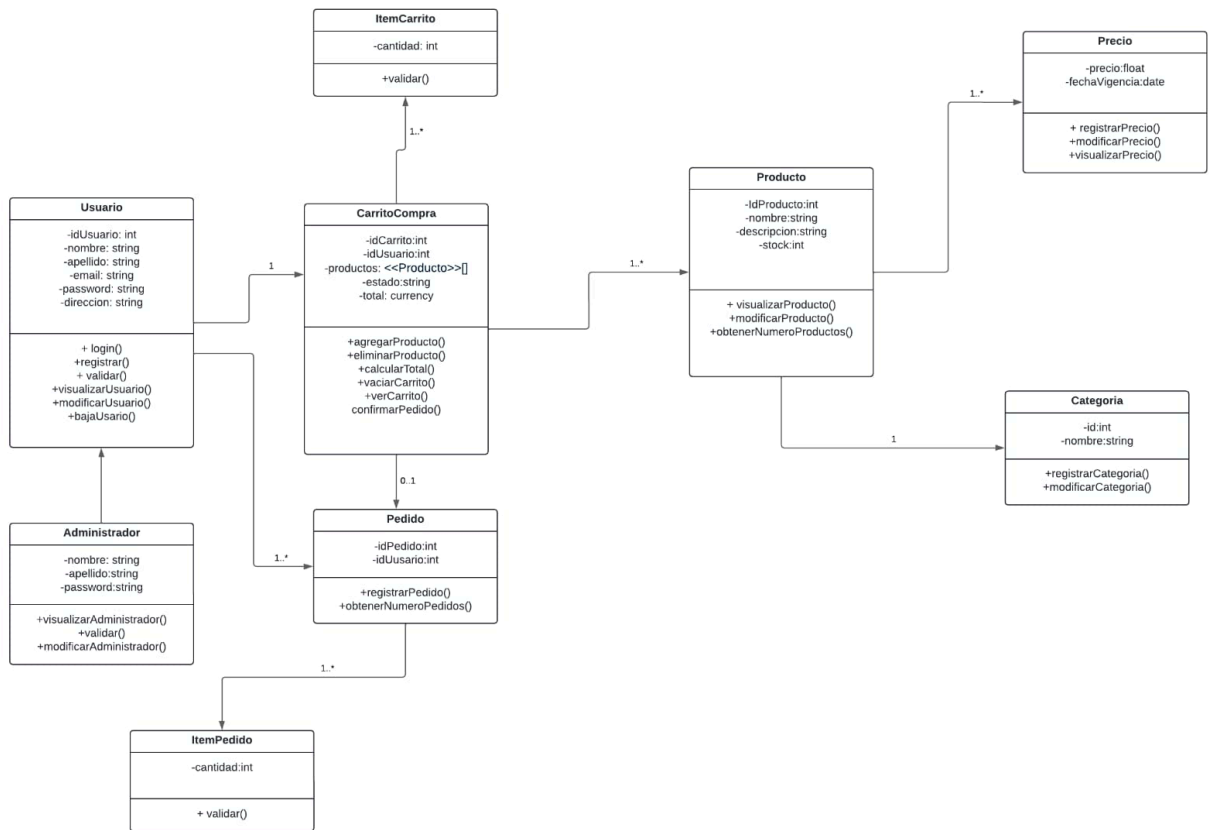 ItemCarrito
-cantidad: int
+validar()
1..*
Precio
-precio:float
-fechaVigencia:date
+ registrarPrecio()
+modificarPrecio()
+visualizarPrecio()
1..*
Producto
-IdProducto:int
-nombre:string
-descripcion:string
-stock:int
+ visualizarProducto()
+modificarProducto()
+obtenerNumeroProductos()
Usuario
-idUsuario: int
-nombre: string
-apellido: string
-email: string
-password: string
-direccion: string
+ login()
+registrar()
+ validar()
+visualizarUsuario()
+modificarUsuario()
+bajaUsario()
1
CarritoCompra
-idCarrito:int
-idUsuario:int
-productos: <<Producto>>[]
-estado:string
-total: currency
+agregarProducto()
+eliminarProducto()
+calcularTotal()
+vaciarCarrito()
+verCarrito()
confirmarPedido()
1..*
Categoria
-id:int
-nombre:string
+registrarCategoria()
+modificarCategoria()
1
0..1
Administrador
-nombre: string
-apellido:string
-password:string
+visualizarAdministrador()
+validar()
+modificarAdministrador()
1..*
Pedido
-idPedido:int
-idUusario:int
+registrarPedido()
+obtenerNumeroPedidos()
1..*
ItemPedido
-cantidad:int
+ validar()